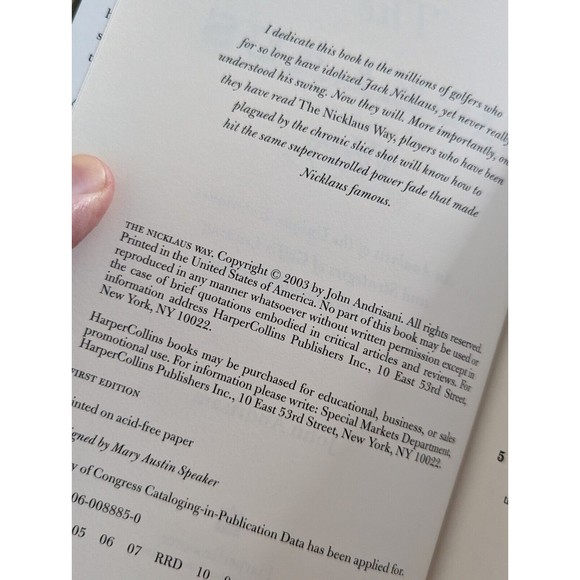 I dedicate this book to the millions of golfers who
for so long have idolized Jack Nicklaus, yet never really
understood his swing. Now they will. More importantly, on
they have read The Nicklaus Way, players who have been
plagued by the chronic slice shot will know how to
hit the same supercontrolled power fade that made
Nicklaus famous.
THE NICKLAUS WAY. Copyright © 2003 by John Andrisani. All rights reserved.
Printed in the United States of America. No part of this book may be used or
reproduced in any manner whatsoever without written permission except in
the case of brief quotations embodied in critical articles and reviews. For
information address HarperCollins Publishers Inc., 10 East 53rd Street,
New York, NY 10022.
HarperCollins books may be purchased for educational, business, or sales
promotional use. For information please write: Special Markets Department,
HarperCollins Publishers Inc., 10 East 53rd Street, New York, NY 10022.
FIRST EDITION
inted on acid-free paper
igned by Mary Austin Speaker
y of Congress Cataloging-in-Publication Data has been applied for.
06-008885-0
05 06 07 RRD 10
5